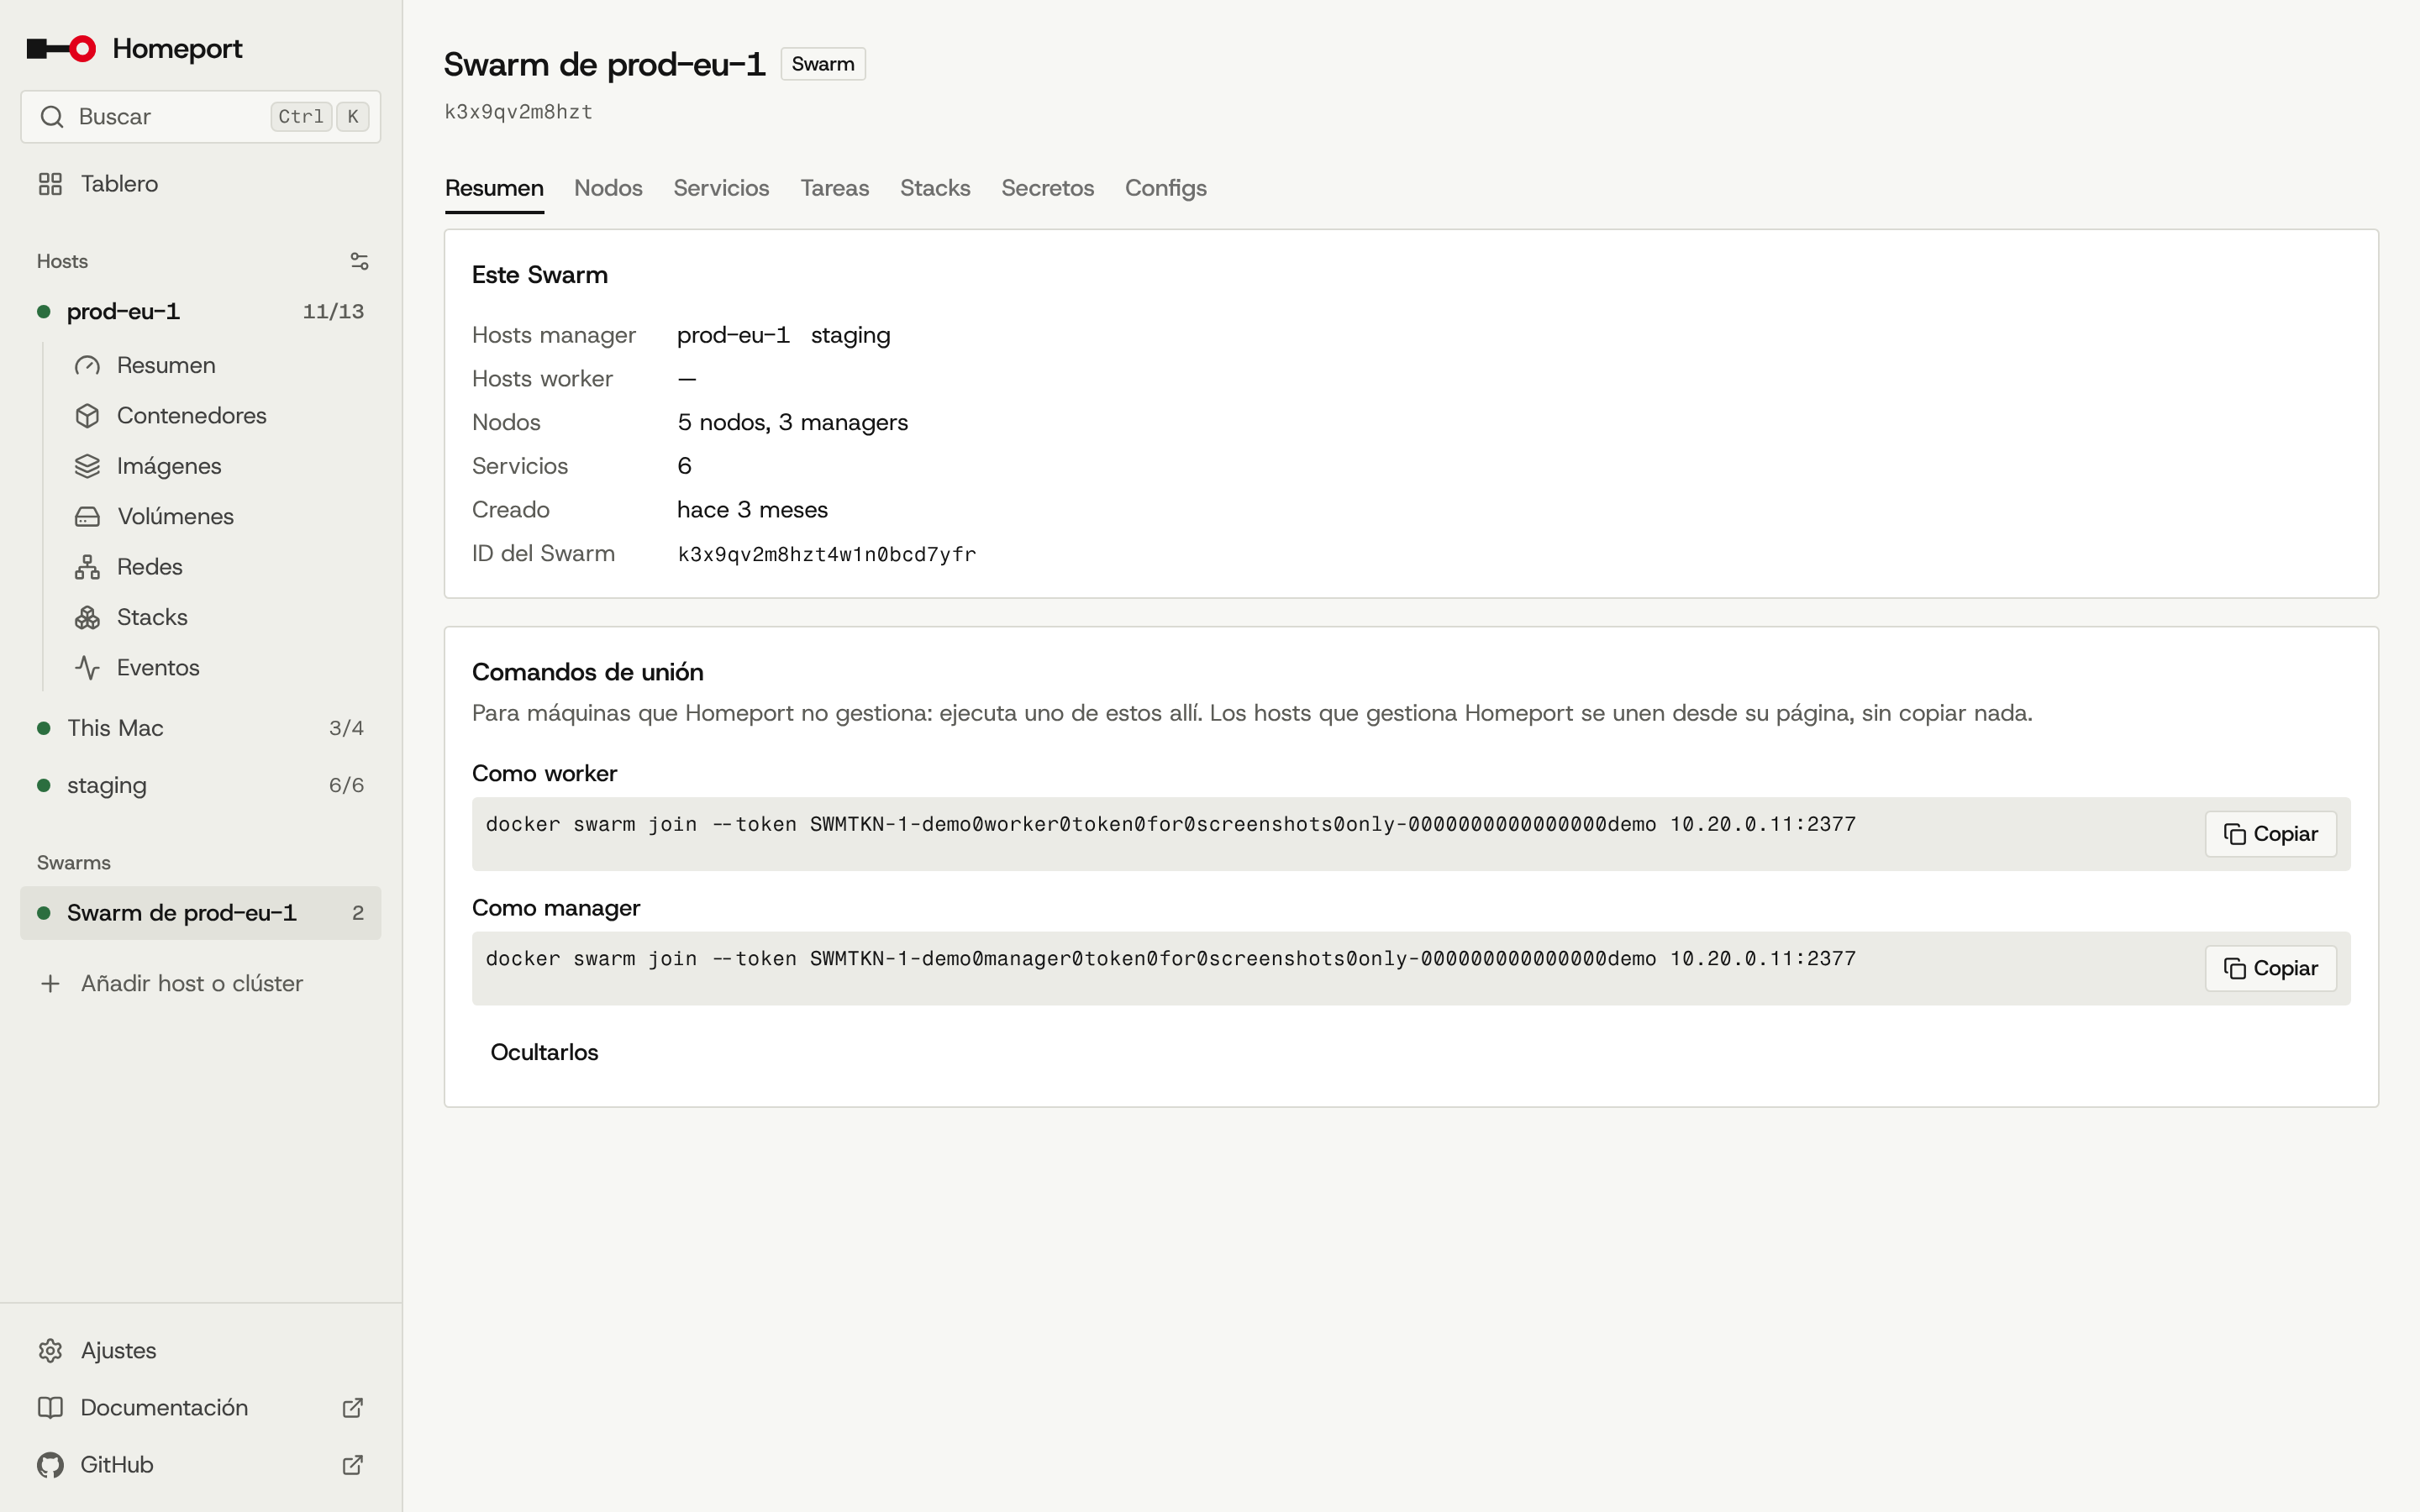 Homeport
Buscar Ctrl K
Tablero
Hosts
prod-eu-1 11/13
Resumen
Contenedores
Imágenes
Volúmenes
Redes
Stacks
Eventos
This Mac 3/4
staging 6/6
Swarms
Swarm de prod-eu-1 2
Añadir host o clúster
Ajustes
Documentación
GitHub
Swarm de prod-eu-1 Swarm
k3x9qv2m8hzt
Resumen Nodos Servicios Tareas Stacks Secretos Configs
Este Swarm
Hosts manager prod-eu-1 staging
Hosts worker —
Nodos 5 nodos, 3 managers
Servicios 6
Creado hace 3 meses
ID del Swarm k3x9qv2m8hzt4w1n0bcd7yfr
Comandos de unión
Para máquinas que Homeport no gestiona: ejecuta uno de estos allí. Los hosts que gestiona Homeport se unen desde su página, sin copiar nada.
Como worker
docker swarm join --token SWMTKN-1-demo0worker0token0for0screenshots0only-0000000000000000demo 10.20.0.11:2377
Copiar
Como manager
docker swarm join --token SWMTKN-1-demo0manager0token0for0screenshots0only-000000000000000demo 10.20.0.11:2377
Copiar
Ocultarlos